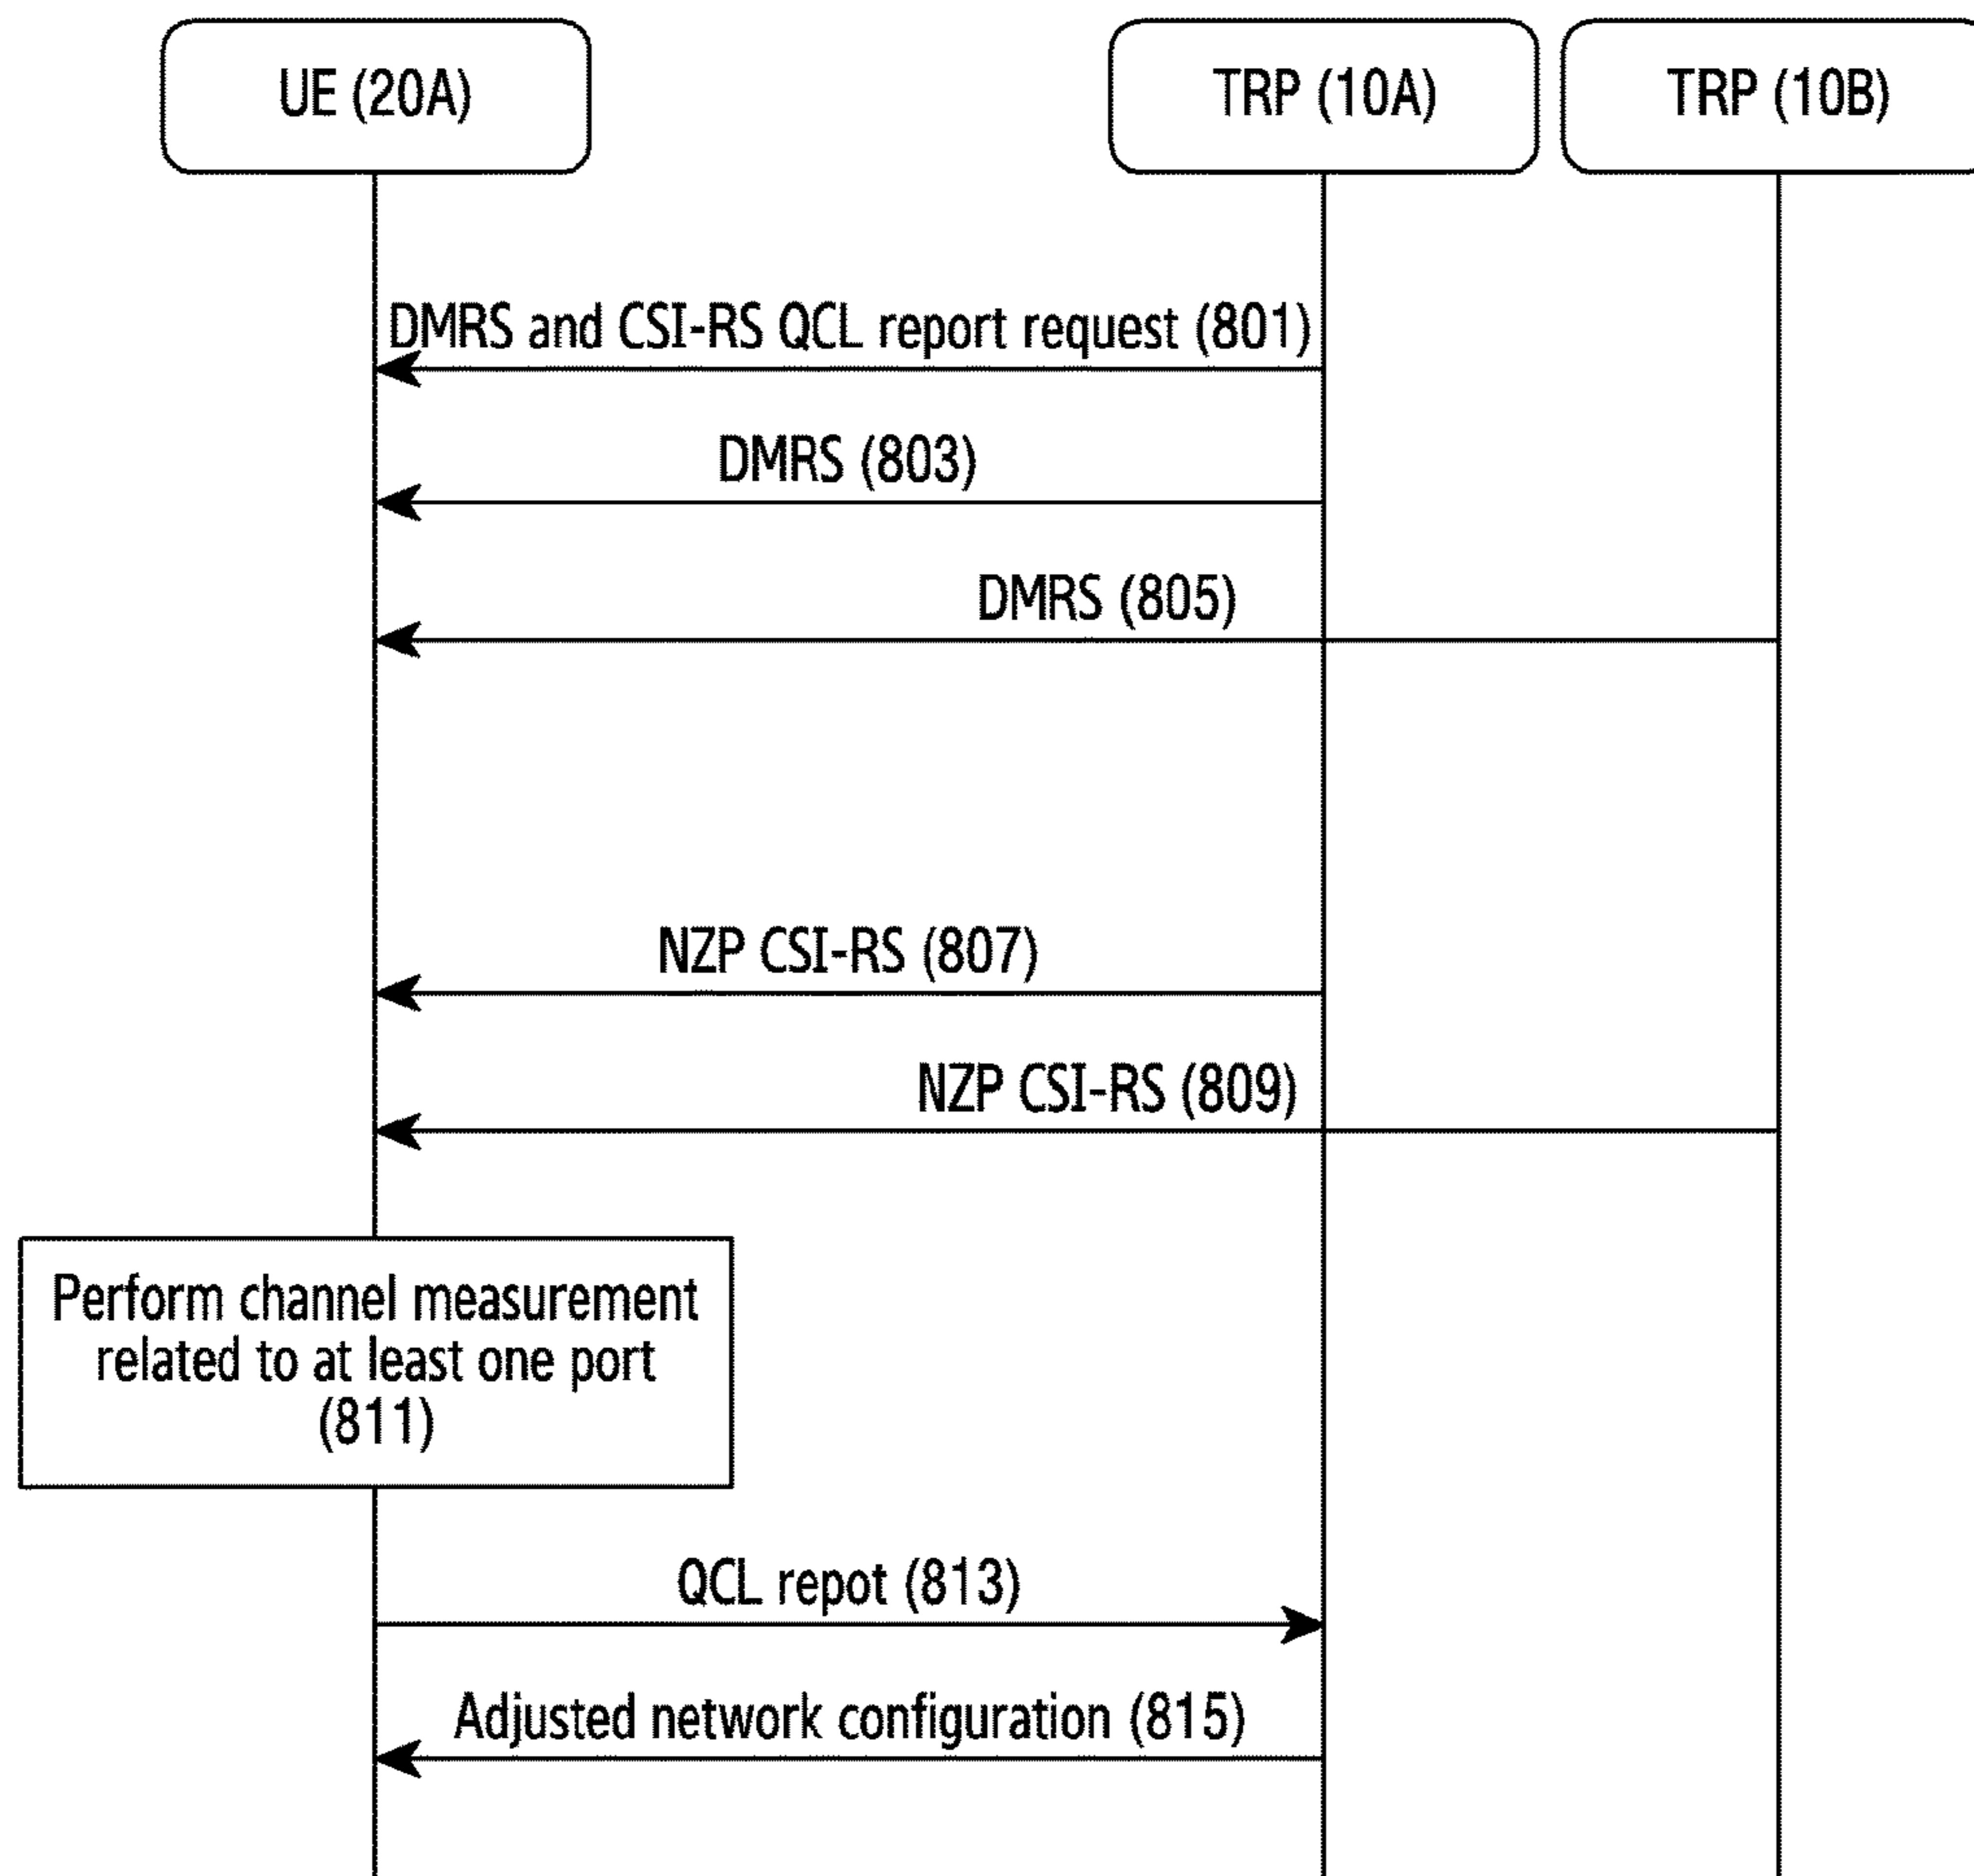 UE (20A)
TRP (10A)
TRP (10B)
DMRS and CSI-RS QCL report request (801)
DMRS (803)
DMRS (805)
NZP CSI-RS (807)
NZP CSI-RS (809)
Perform channel measurement
related to at least one port
(811)
QCL repot (813)
Adjusted network configuration (815)